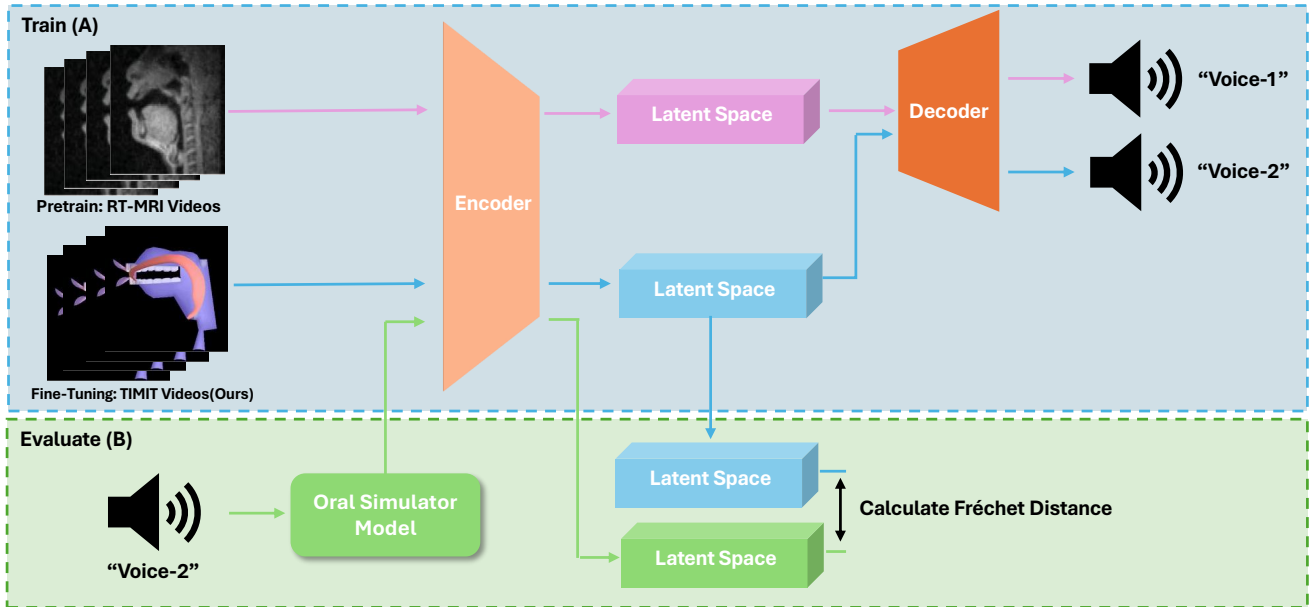 Train (A)
Pretrain: RT-MRI Videos
Fine-Tuning: TIMIT Videos(Ours)
Encoder
Latent Space
Latent Space
Decoder
“Voice-1”
“Voice-2”
Evaluate (B)
“Voice-2”
Oral Simulator
Model
Latent Space
Latent Space
Calculate Fréchet Distance